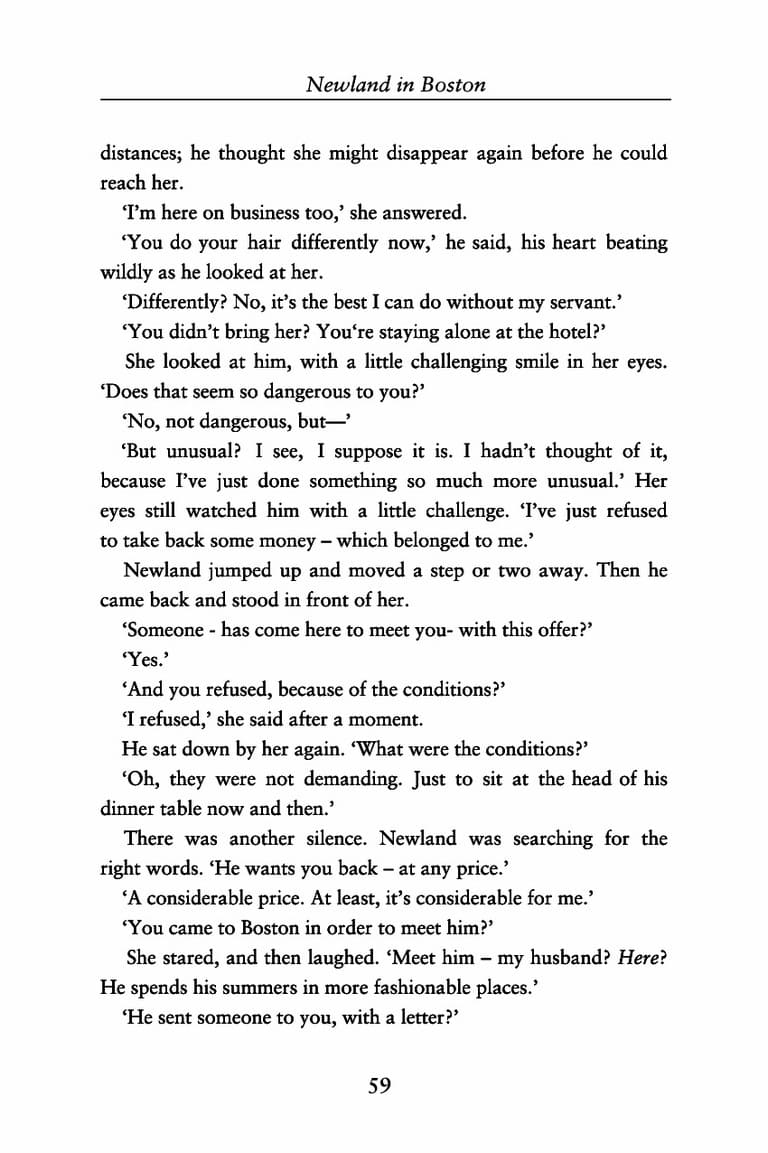 Newland in Boston
distances; he thought she might disappear again before he could
reach her.
‘I’m here on business too,’ she answered.
‘You do your hair differently now,’ he said, his heart beating
wildly as he looked at her.
‘Differently? No, it’s the best I can do without my servant.’
‘You didn’t bring her? You‘re staying alone at the hotel?’
She looked at him, with a little challenging smile in her eyes.
‘Does that seem so dangerous to you?’
‘No, not dangerous, but—’
‘But unusual? I see, I suppose it is. I hadn’t thought of it,
because I’ve just done something so much more unusual.’ Her
eyes still watched him with a little challenge. ‘I’ve just refused
to take back some money – which belonged to me.’
Newland jumped up and moved a step or two away. Then he
came back and stood in front of her.
‘Someone - has come here to meet you- with this offer?’
‘Yes.’
‘And you refused, because of the conditions?’
‘I refused,’ she said after a moment.
He sat down by her again. ‘What were the conditions?’
‘Oh, they were not demanding. Just to sit at the head of his
dinner table now and then.’
There was another silence. Newland was searching for the
right words. ‘He wants you back – at any price.’
‘A considerable price. At least, it’s considerable for me.’
‘You came to Boston in order to meet him?’
She stared, and then laughed. ‘Meet him – my husband? Here?
He spends his summers in more fashionable places.’
‘He sent someone to you, with a letter?’
59